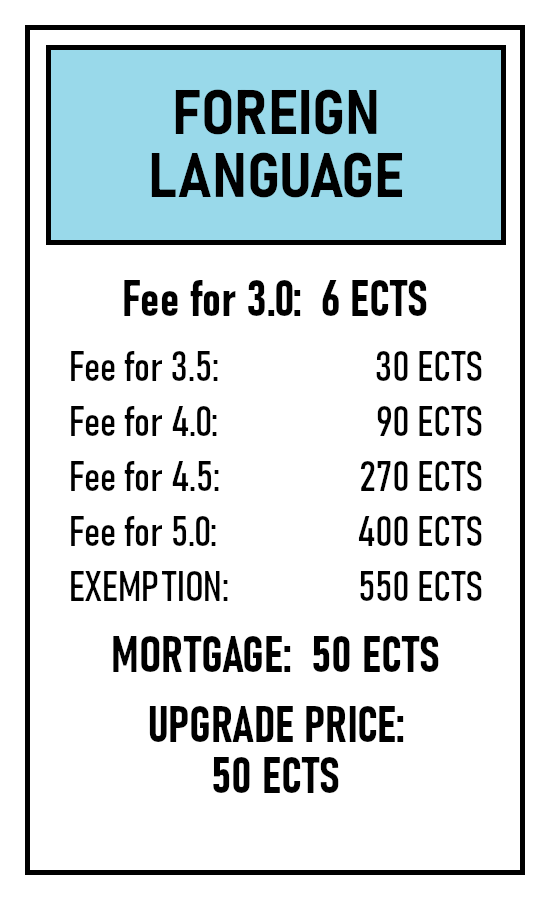 FOREIGN
LANGUAGE
Fee for 3.0: 6 ECTS
Fee for 3.5: 30 ECTS
Fee for 4.0: 90 ECTS
Fee for 4.5: 270 ECTS
Fee for 5.0: 400 ECTS
EXEMPTION: 550 ECTS
MORTGAGE: 50 ECTS
UPGRADE PRICE:
50 ECTS